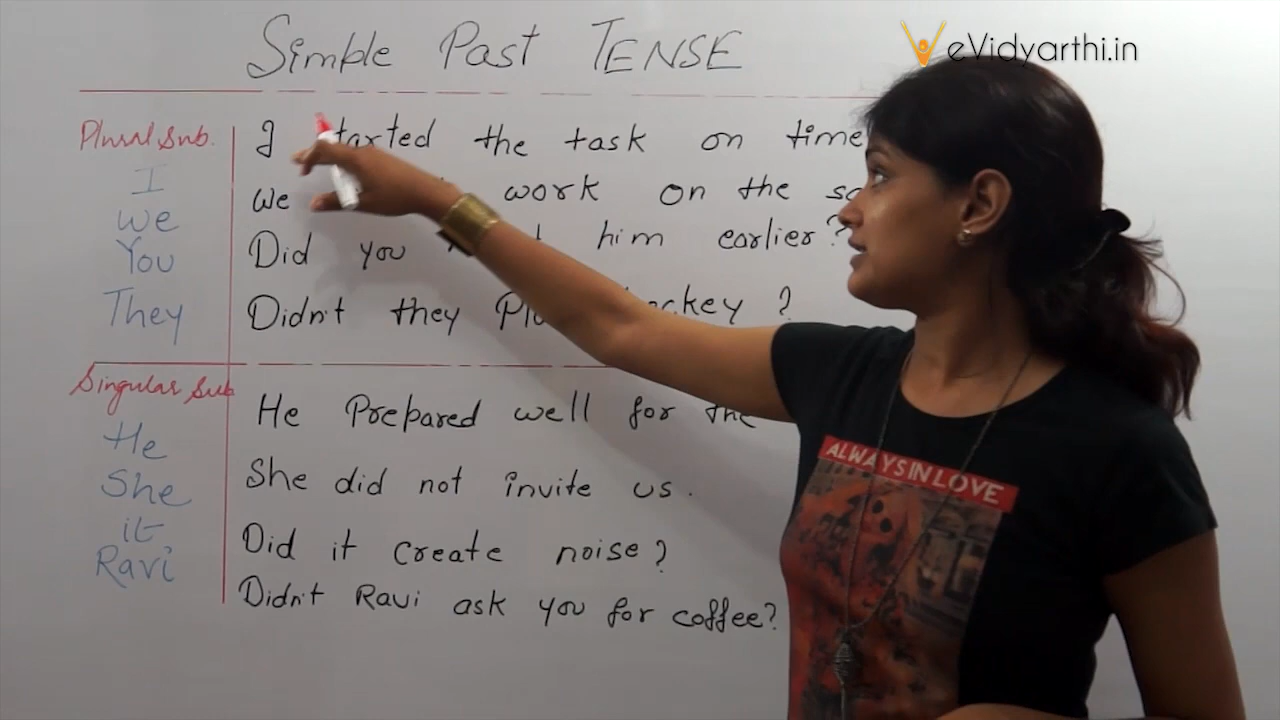 Simple Past TENSE
eVidyarthi.in
Plural Sub.
I
We
You
They
I started the task on time
We work on the
Did you him earlier?
Didn't they hockey ?
Singular Sub
He
She
it
Ravi
He Prepared well for the
She did not invite us.
Did it create noise?
Didn't Ravi ask you for coffee?
ALWAYS IN LOVE